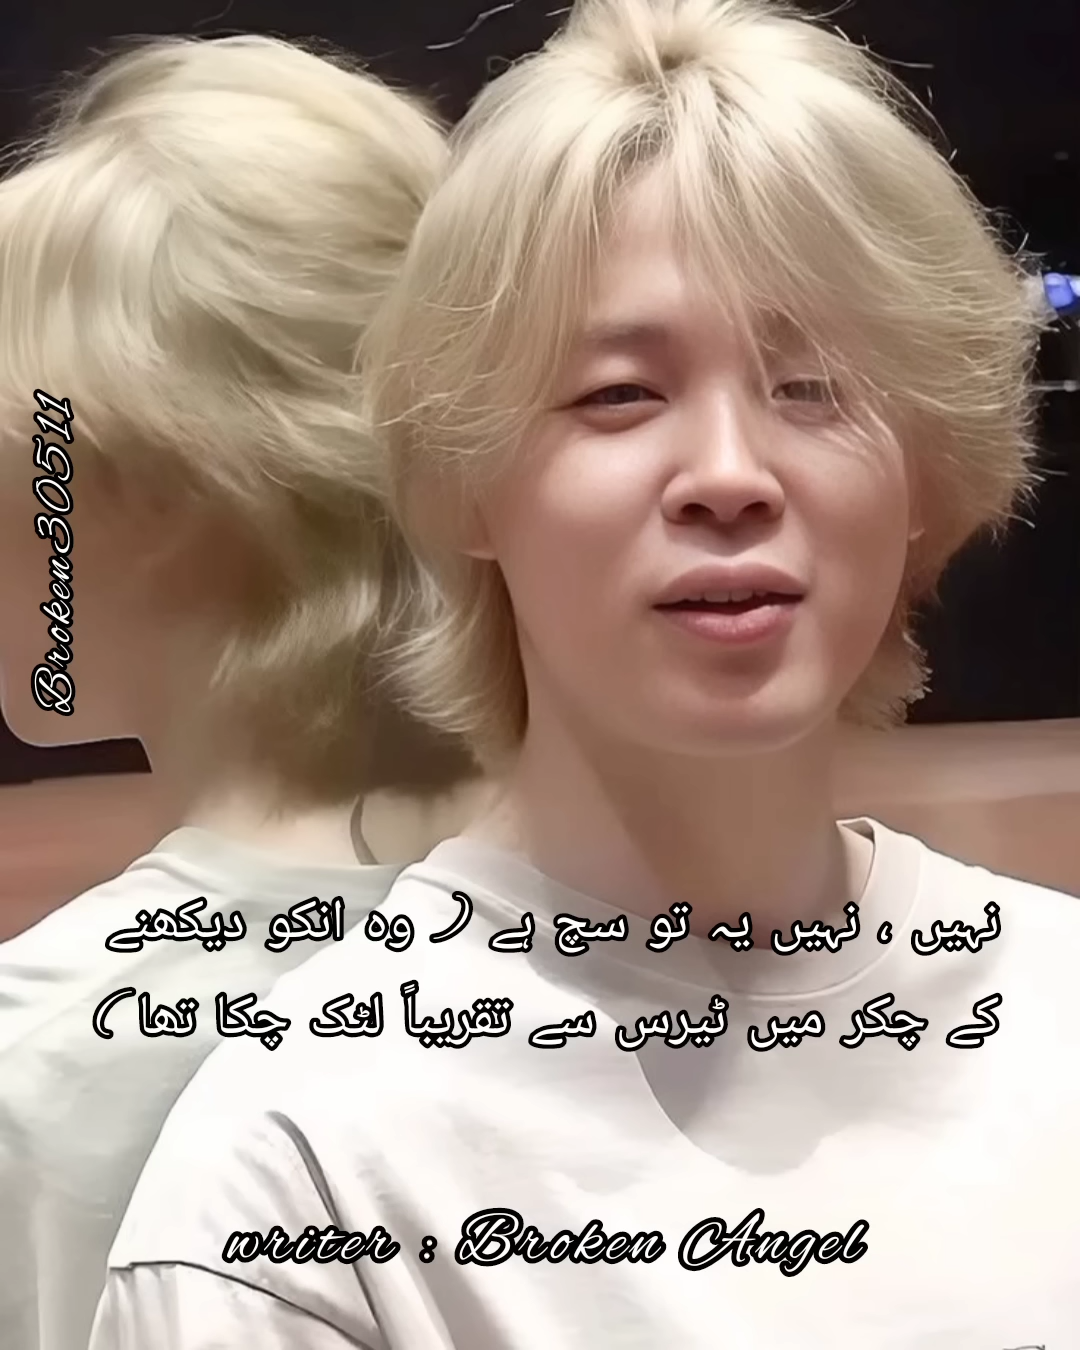 Broken30511
نہیں ، نہیں یہ تو سچ ہے ( وہ انکو دیکھنے
کے چکر میں ٹیرس سے تقریباً لٹک چکا تھا )
writer : Broken Angel